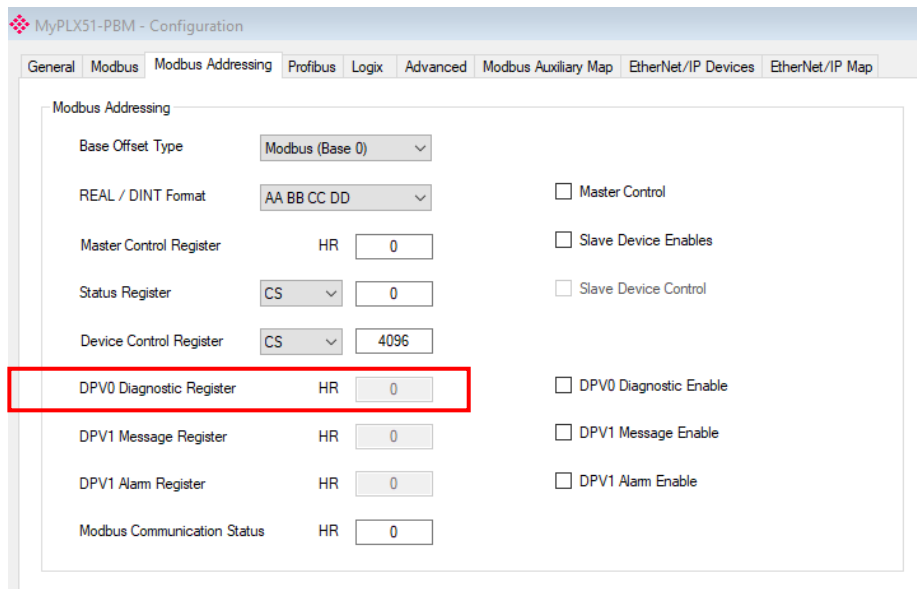 MyPLX51-PBM - Configuration
General Modbus Modbus Addressing Profibus Logix Advanced Modbus Auxiliary Map EtherNet/IP Devices EtherNet/IP Map
Modbus Addressing
Base Offset Type Modbus (Base 0)
REAL / DINT Format AA BB CC DD Master Control
Master Control Register HR 0 Slave Device Enables
Status Register CS 0 Slave Device Control
Device Control Register CS 4096
DPV0 Diagnostic Register HR 0 DPV0 Diagnostic Enable
DPV1 Message Register HR 0 DPV1 Message Enable
DPV1 Alarm Register HR 0 DPV1 Alarm Enable
Modbus Communication Status HR 0